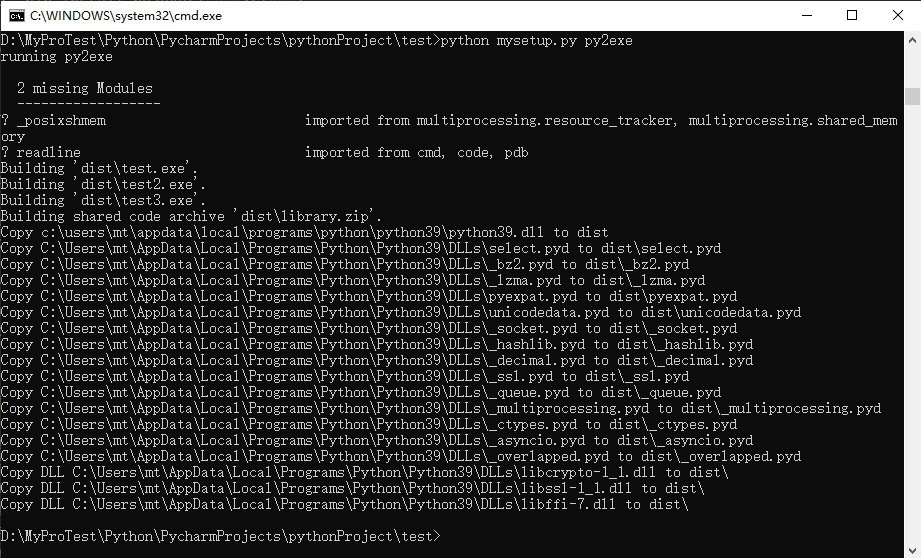 C:\WINDOWS\system32\cmd.exe
D:\MyProTest\Python\PycharmProjects\pythonProject\test>python mysetup.py py2exe
running py2exe
2 missing Modules
------------------
? _posixshmem imported from multiprocessing.resource_tracker, multiprocessing.shared_mem
ory
? readline imported from cmd, code, pdb
Building 'dist\test.exe'.
Building 'dist\test2.exe'.
Building 'dist\test3.exe'.
Building shared code archive 'dist\library.zip'.
Copy c:\users\mt\appdata\local\programs\python\python39\python39.dll to dist
Copy C:\Users\mt\AppData\Local\Programs\Python\Python39\DLLs\select.pyd to dist\select.pyd
Copy C:\Users\mt\AppData\Local\Programs\Python\Python39\DLLs\_bz2.pyd to dist\_bz2.pyd
Copy C:\Users\mt\AppData\Local\Programs\Python\Python39\DLLs\_lzma.pyd to dist\_lzma.pyd
Copy C:\Users\mt\AppData\Local\Programs\Python\Python39\DLLs\pyexpat.pyd to dist\pyexpat.pyd
Copy C:\Users\mt\AppData\Local\Programs\Python\Python39\DLLs\unicodedata.pyd to dist\unicodedata.pyd
Copy C:\Users\mt\AppData\Local\Programs\Python\Python39\DLLs\_socket.pyd to dist\_socket.pyd
Copy C:\Users\mt\AppData\Local\Programs\Python\Python39\DLLs\_hashlib.pyd to dist\_hashlib.pyd
Copy C:\Users\mt\AppData\Local\Programs\Python\Python39\DLLs\_decimal.pyd to dist\_decimal.pyd
Copy C:\Users\mt\AppData\Local\Programs\Python\Python39\DLLs\_ssl.pyd to dist\_ssl.pyd
Copy C:\Users\mt\AppData\Local\Programs\Python\Python39\DLLs\_queue.pyd to dist\_queue.pyd
Copy C:\Users\mt\AppData\Local\Programs\Python\Python39\DLLs\_multiprocessing.pyd to dist\_multiprocessing.pyd
Copy C:\Users\mt\AppData\Local\Programs\Python\Python39\DLLs\_ctypes.pyd to dist\_ctypes.pyd
Copy C:\Users\mt\AppData\Local\Programs\Python\Python39\DLLs\_asyncio.pyd to dist\_asyncio.pyd
Copy C:\Users\mt\AppData\Local\Programs\Python\Python39\DLLs\_overlapped.pyd to dist\_overlapped.pyd
Copy DLL C:\Users\mt\AppData\Local\Programs\Python\Python39\DLLs\libcrypto-1_1.dll to dist\
Copy DLL C:\Users\mt\AppData\Local\Programs\Python\Python39\DLLs\libssl-1_1.dll to dist\
Copy DLL C:\Users\mt\AppData\Local\Programs\Python\Python39\DLLs\libffi-7.dll to dist\
D:\MyProTest\Python\PycharmProjects\pythonProject\test>